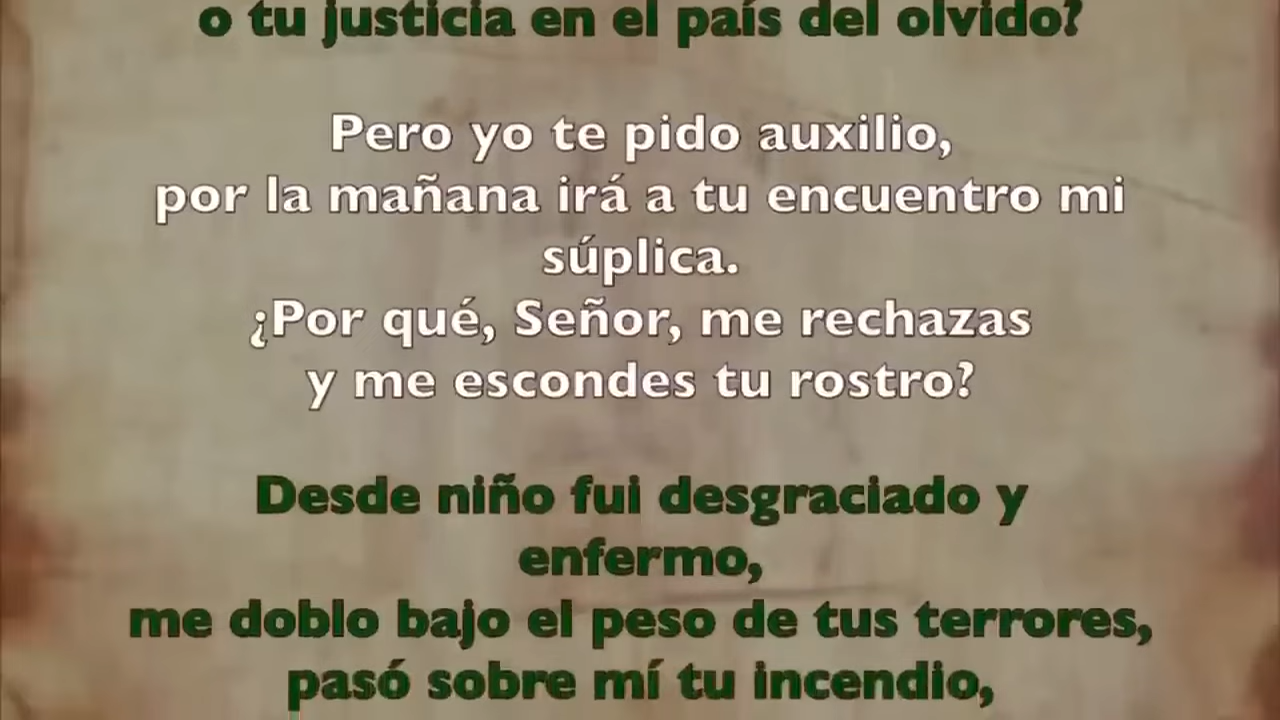 o tu justicia en el país del olvido?
Pero yo te pido auxilio,
por la mañana irá a tu encuentro mi
súplica.
¿Por qué, Señor, me rechazas
y me escondes tu rostro?
Desde niño fui desgraciado y
enfermo,
me doblo bajo el peso de tus terrores,
pasó sobre mí tu incendio,